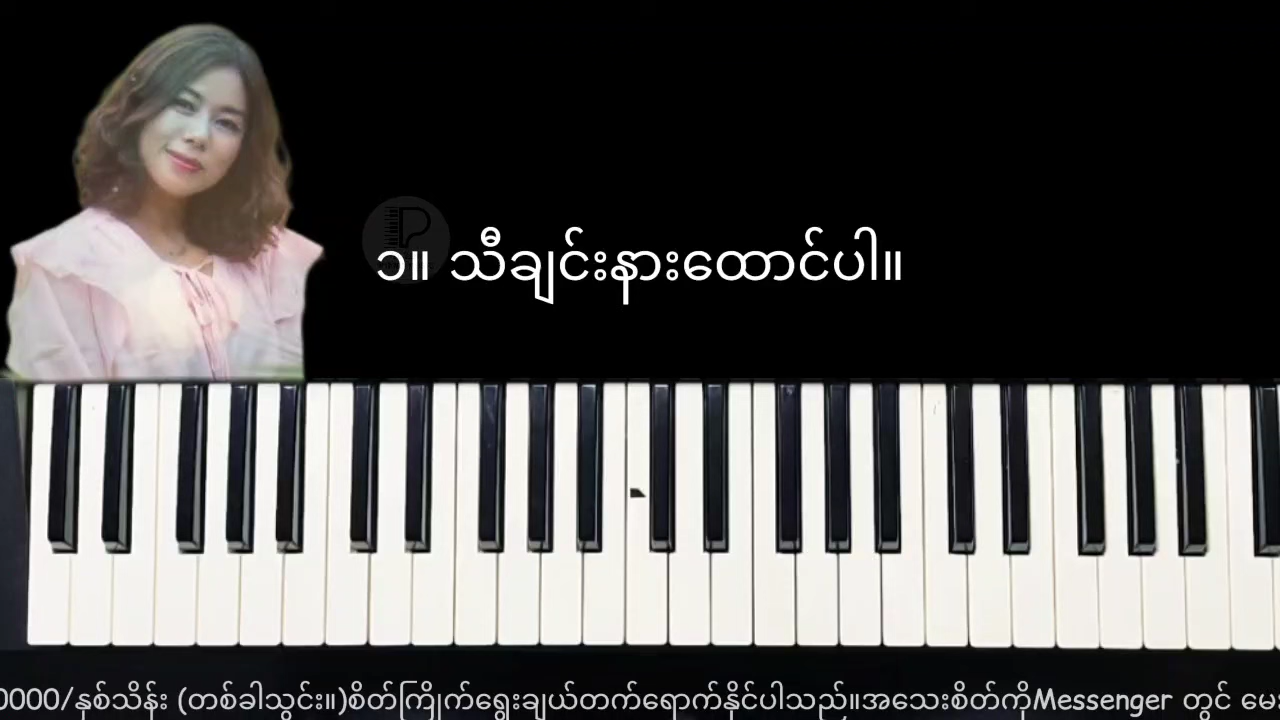 ၁။ သီချင်းနားထောင်ပါ။
0000/နှစ်သိန်း (တစ်ခါသွင်း။)စိတ်ကြိုက်ရွေးချယ်တက်ရောက်နိုင်ပါသည်။အသေးစိတ်ကိုMessenger တွင်